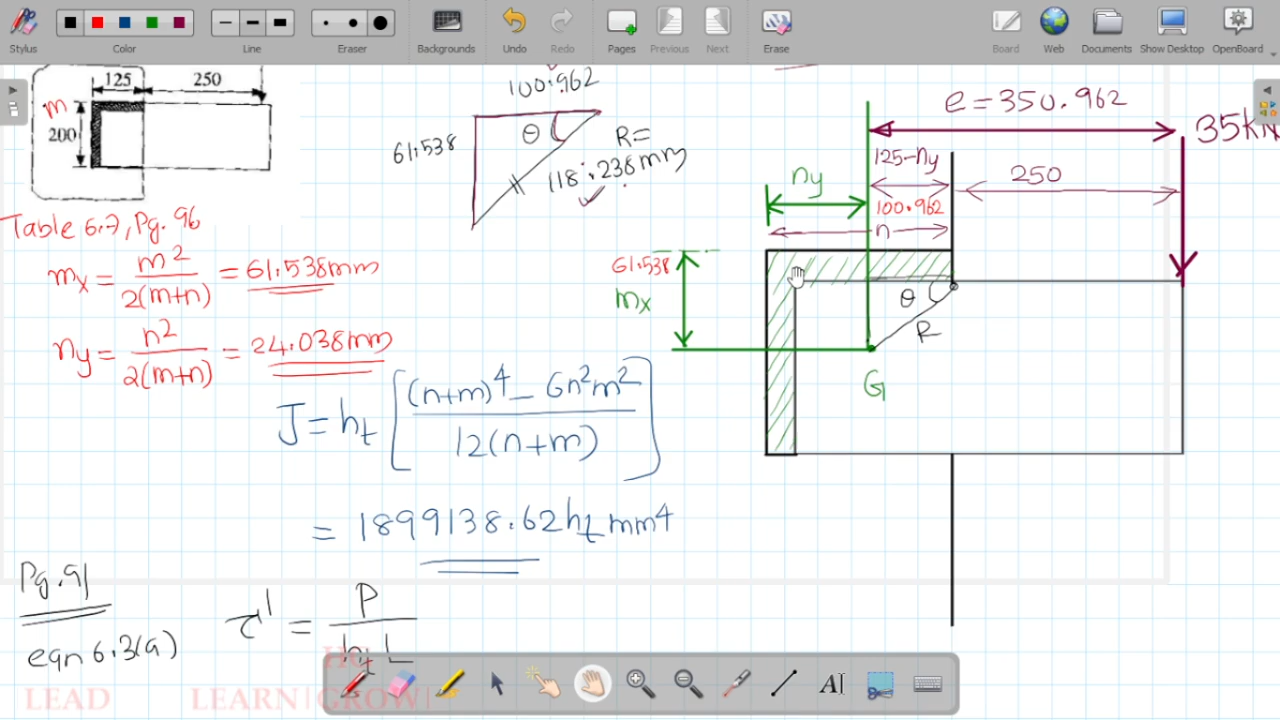 Stylus
Color
Line
Eraser
Backgrounds
Undo
Redo
Pages
Previous
Next
Erase
Board
Web
Documents
Show Desktop
OpenBoard
125
250
m
200
100.962
61.538
θ
R=
118.238mm
e = 350.962
35kN
125-ny
ny
250
100.962
n
61.538
mx
θ
R
G
Table 6.7, Pg. 96
mx = m² / 2(m+n) = 61.538mm
ny = n² / 2(m+n) = 24.038mm
J = ht [ (n+m)⁴ - 6n²m² / 12(n+m) ]
= 1899138.62 ht mm⁴
Pg. 91
eqn 6.3(a)
τ' = P / ht L
LEAD LEARN|GROW|